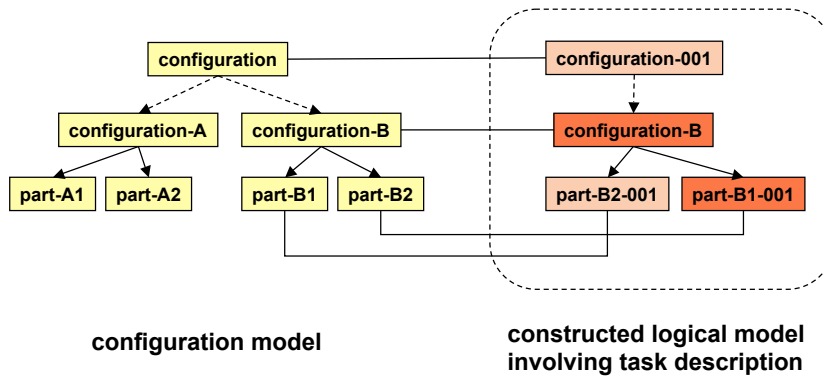 configuration
configuration-001
configuration-A
configuration-B
configuration-B
part-A1
part-A2
part-B1
part-B2
part-B2-001
part-B1-001
configuration model
constructed logical model
involving task description